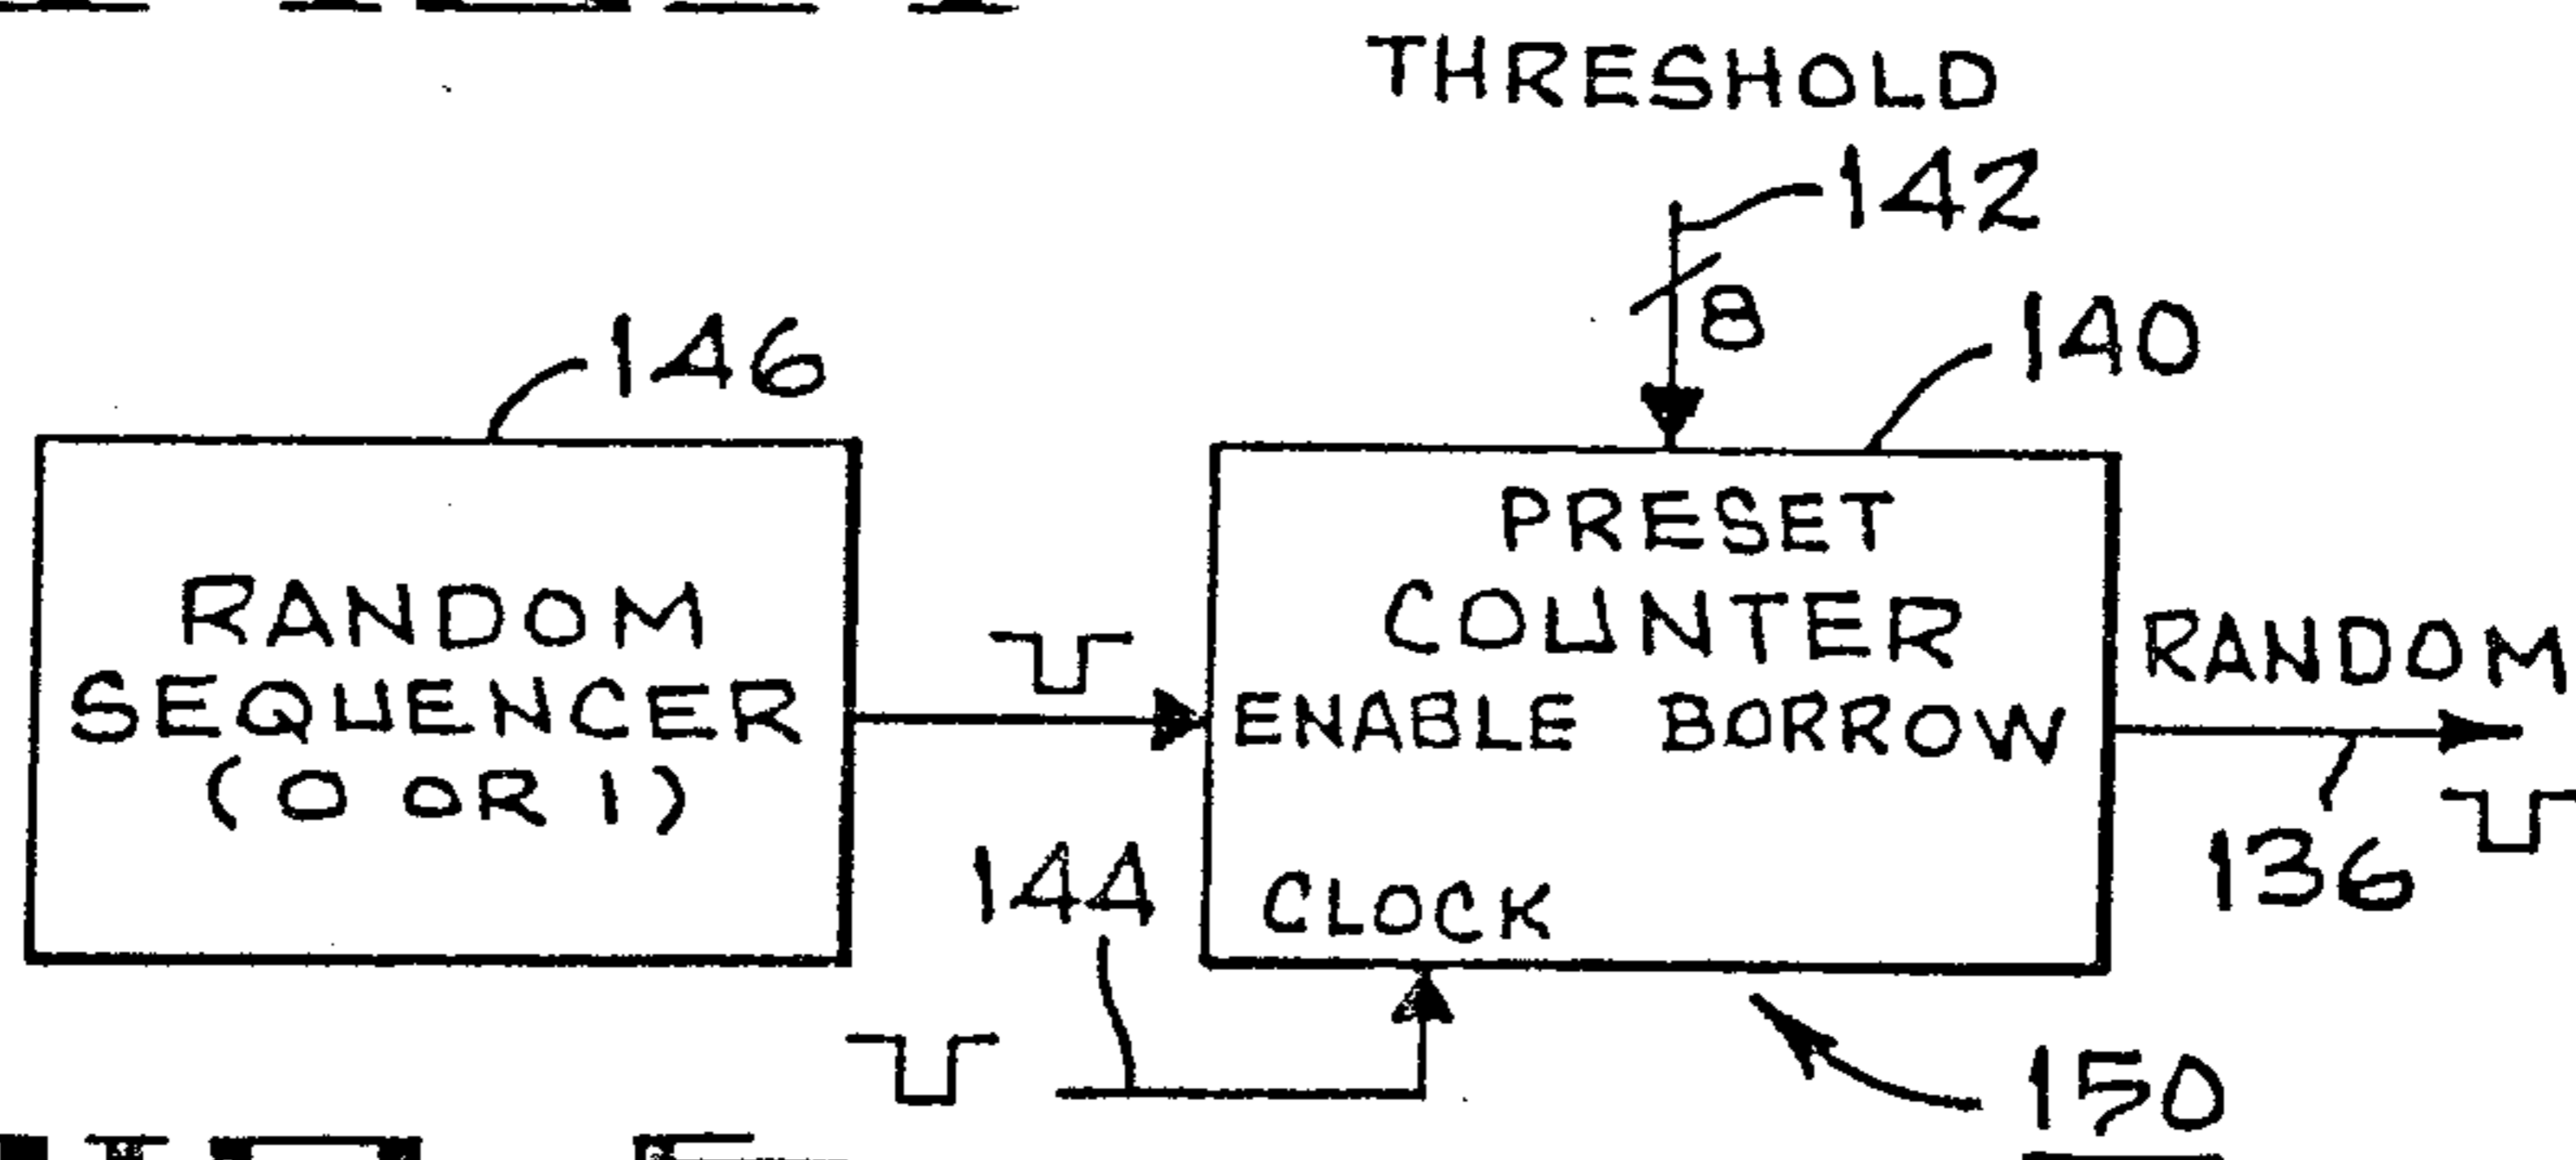 THRESHOLD
142
8
146
140
RANDOM
SEQUENCER
(0 OR 1)
PRESET
COUNTER
ENABLE BORROW
CLOCK
RANDOM
136
144
150